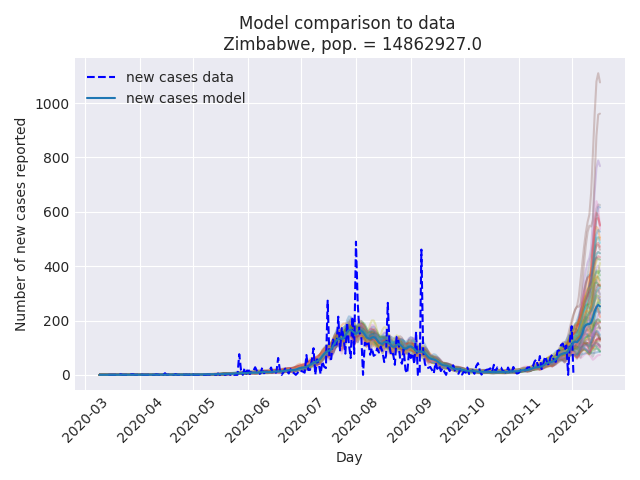 Model comparison to data
Zimbabwe, pop. = 14862927.0
new cases data
new cases model
Number of new cases reported
1000
800
600
400
200
0
2020-03
2020-04
2020-05
2020-06
2020-07
2020-08
2020-09
2020-10
2020-11
2020-12
Day